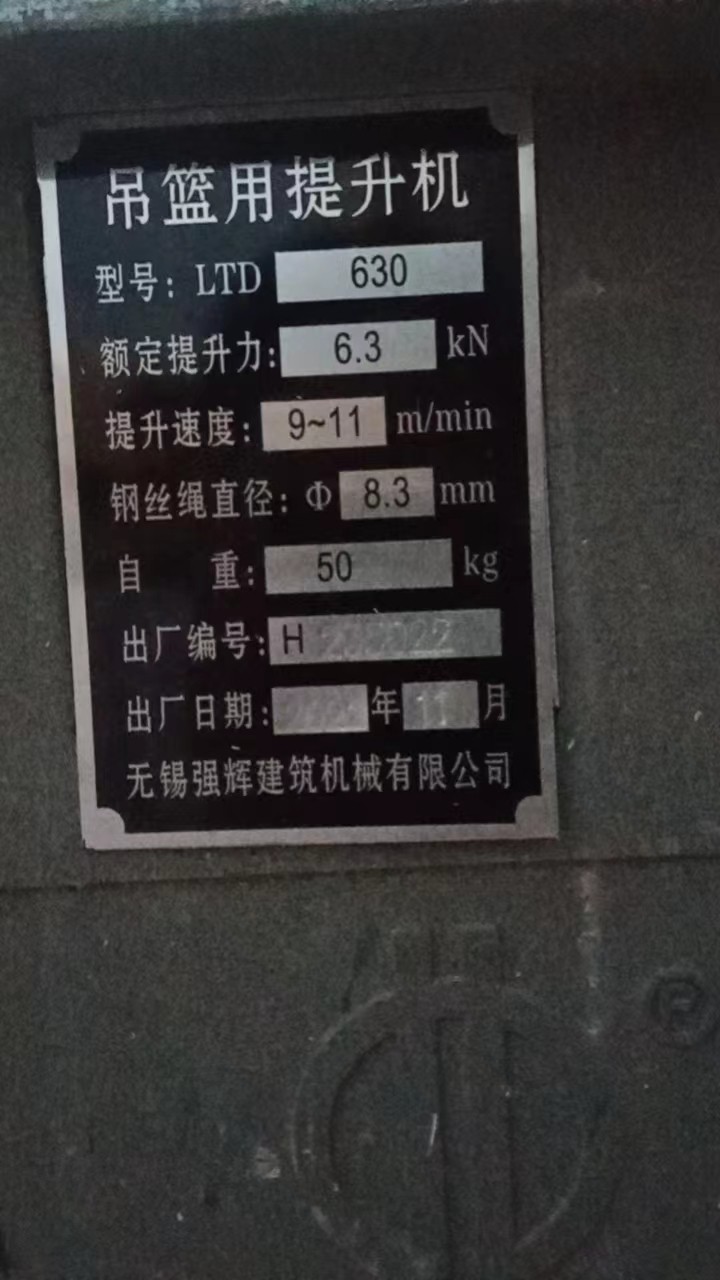 吊篮用提升机
型号：LTD 630
额定提升力：6.3 kN
提升速度：9~11 m/min
钢丝绳直径：Φ 8.3 mm
自 重：50 kg
出厂编号：H
出厂日期： 年 11 月
无锡强辉建筑机械有限公司
®